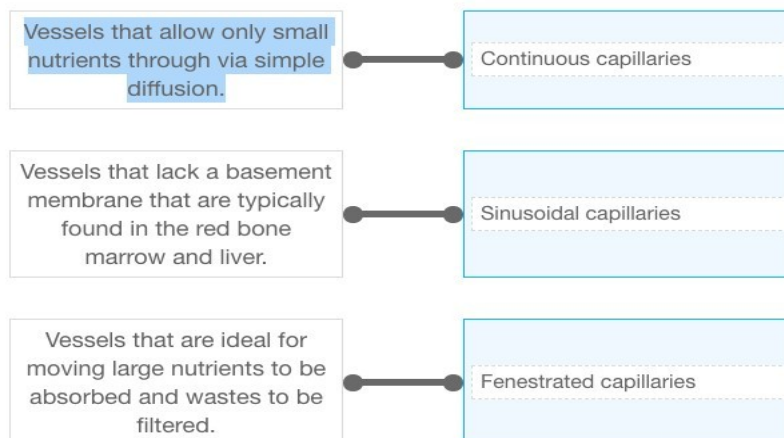 Vessels that allow only small
nutrients through via simple
diffusion.
Continuous capillaries
Vessels that lack a basement
membrane that are typically
found in the red bone
marrow and liver.
Sinusoidal capillaries
Vessels that are ideal for
moving large nutrients to be
absorbed and wastes to be
filtered.
Fenestrated capillaries